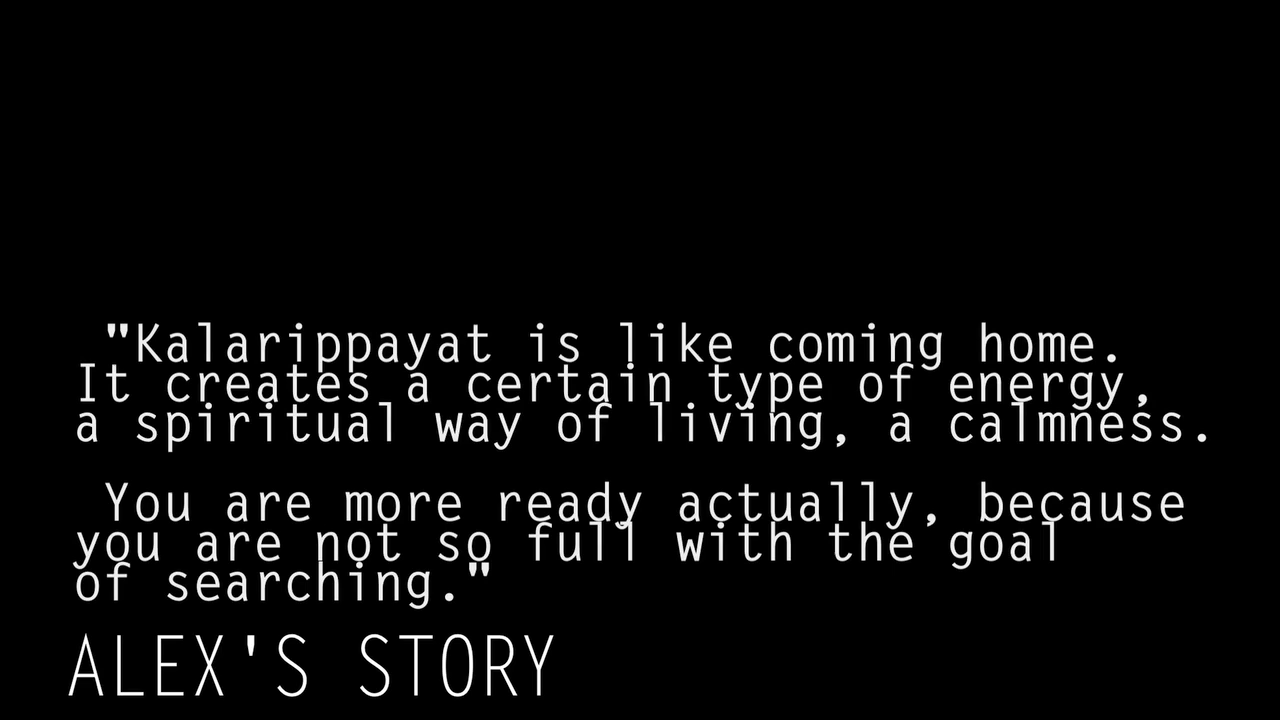 "Kalarippayat is like coming home.
It creates a certain type of energy,
a spiritual way of living, a calmness.
You are more ready actually, because
you are not so full with the goal
of searching."
ALEX'S STORY